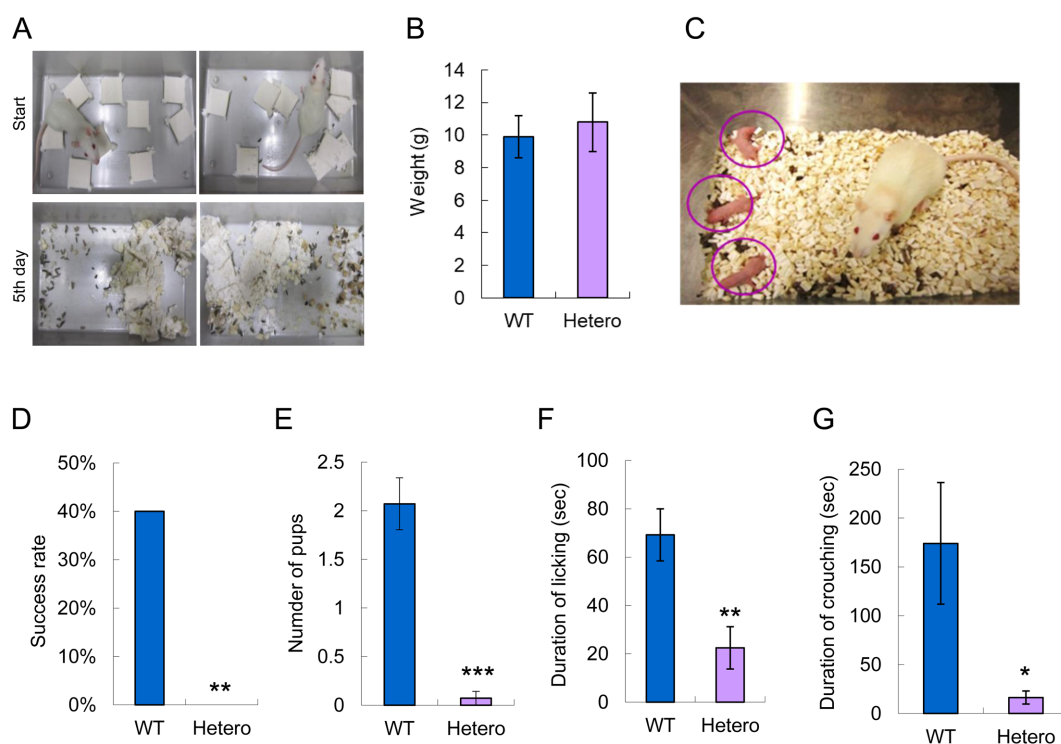 A
Start
5th day
B
Weight (g)
14
12
10
8
6
4
2
0
WT Hetero
C
D
Success rate
50%
40%
30%
20%
10%
0%
**
WT Hetero
E
Numder of pups
2.5
2
1.5
1
0.5
0
***
WT Hetero
F
Duration of licking (sec)
100
80
60
40
20
0
**
WT Hetero
G
Duration of crouching (sec)
250
200
150
100
50
0
*
WT Hetero